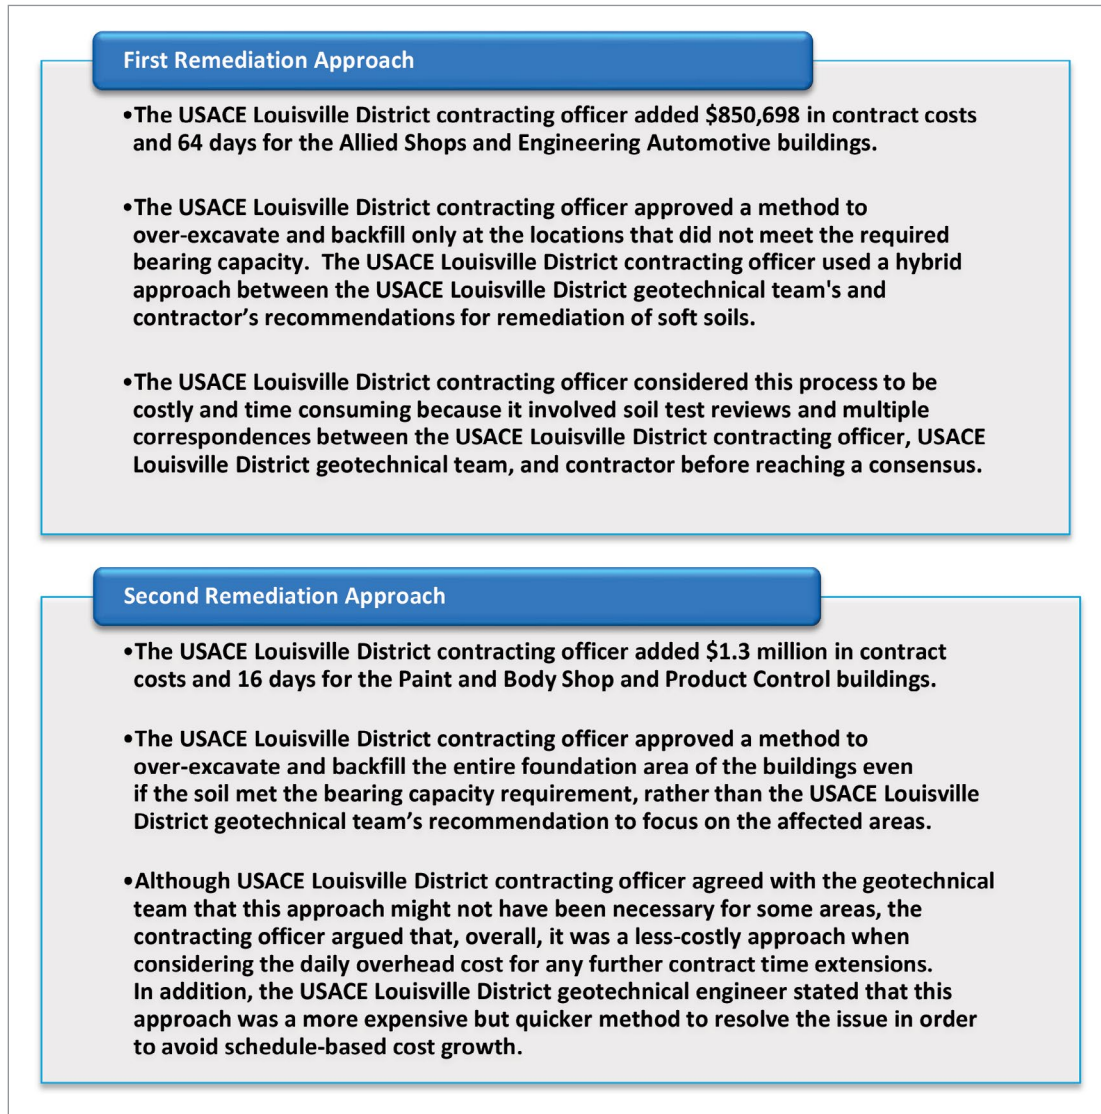 First Remediation Approach
•The USACE Louisville District contracting officer added $850,698 in contract costs
and 64 days for the Allied Shops and Engineering Automotive buildings.
•The USACE Louisville District contracting officer approved a method to
over-excavate and backfill only at the locations that did not meet the required
bearing capacity.  The USACE Louisville District contracting officer used a hybrid
approach between the USACE Louisville District geotechnical team's and
contractor’s recommendations for remediation of soft soils.
•The USACE Louisville District contracting officer considered this process to be
costly and time consuming because it involved soil test reviews and multiple
correspondences between the USACE Louisville District contracting officer, USACE
Louisville District geotechnical team, and contractor before reaching a consensus.
Second Remediation Approach
•The USACE Louisville District contracting officer added $1.3 million in contract
costs and 16 days for the Paint and Body Shop and Product Control buildings.
•The USACE Louisville District contracting officer approved a method to
over-excavate and backfill the entire foundation area of the buildings even
if the soil met the bearing capacity requirement, rather than the USACE Louisville
District geotechnical team’s recommendation to focus on the affected areas.
•Although USACE Louisville District contracting officer agreed with the geotechnical
team that this approach might not have been necessary for some areas, the
contracting officer argued that, overall, it was a less-costly approach when
considering the daily overhead cost for any further contract time extensions.
In addition, the USACE Louisville District geotechnical engineer stated that this
approach was a more expensive but quicker method to resolve the issue in order
to avoid schedule-based cost growth.